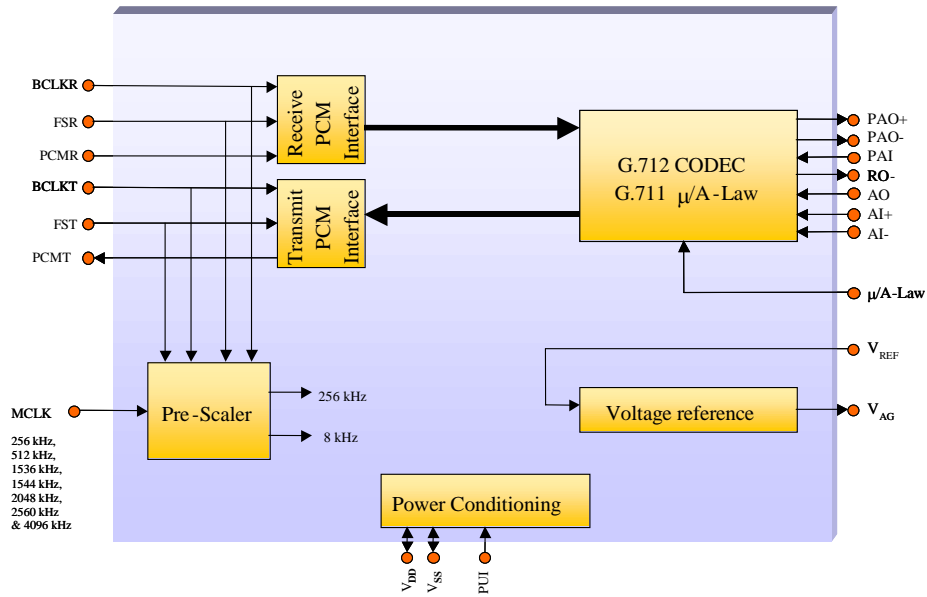 BCLKR
FSR
PCMR
BCLKT
FST
PCMT
Receive
PCM
Interface
Transmit
PCM
Interface
G.712 CODEC
G.711 μ/A-Law
PAO+
PAO-
PAI
RO-
AO
AI+
AI-
μ/A-Law
VREF
VAG
Voltage reference
Pre-Scaler
256 kHz
8 kHz
MCLK
256 kHz,
512 kHz,
1536 kHz,
1544 kHz,
2048 kHz,
2560 kHz
& 4096 kHz
Power Conditioning
VDD
VSS
PUI